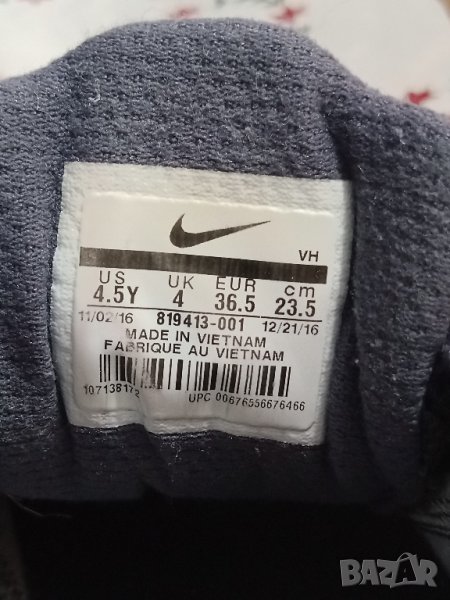 VH
US UK EUR cm
4.5Y 4 36.5 23.5
11/02/16 819413-001 12/21/16
MADE IN VIETNAM
FABRIQUE AU VIETNAM
UPC 00676556676466
BAZAR